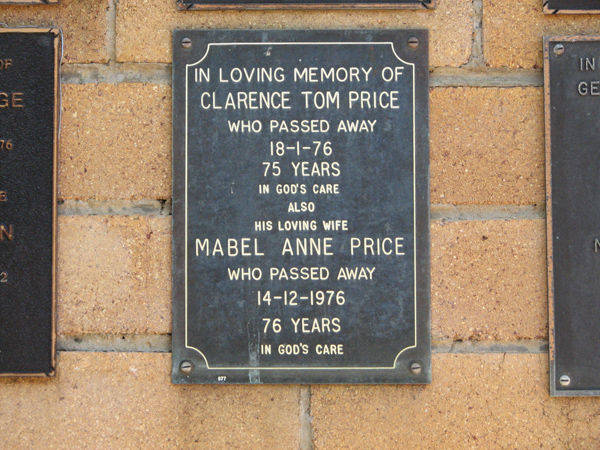 IN LOVING MEMORY OF
CLARENCE TOM PRICE
WHO PASSED AWAY
18-1-76
75 YEARS
IN GOD'S CARE
ALSO
HIS LOVING WIFE
MABEL ANNE PRICE
WHO PASSED AWAY
14-12-1976
76 YEARS
IN GOD'S CARE